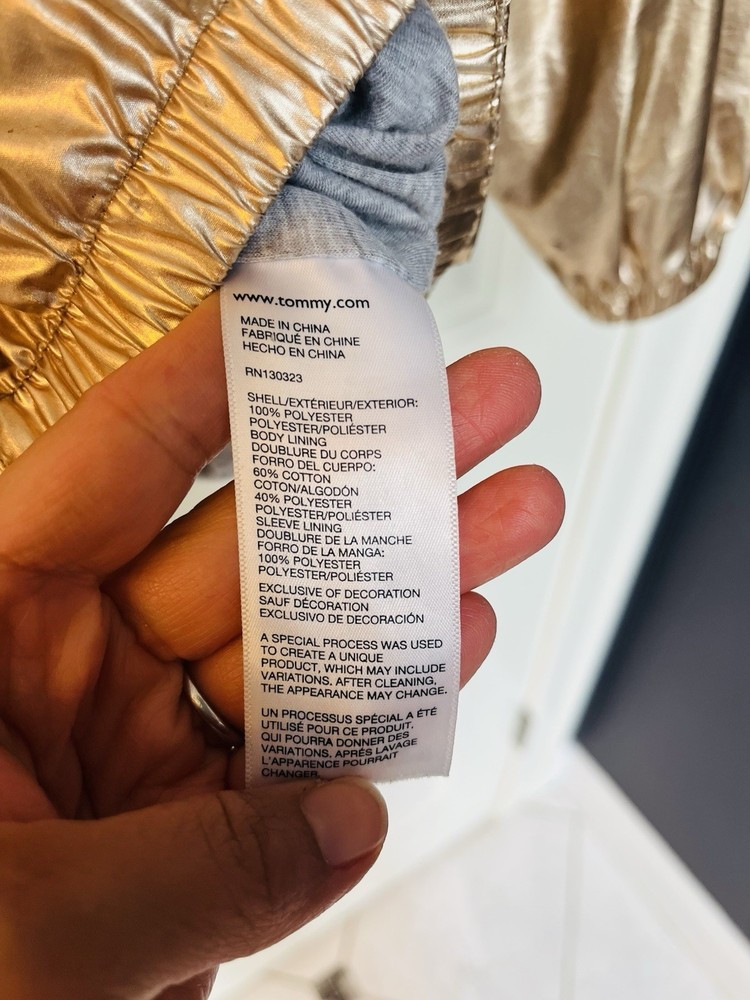 www.tommy.com
MADE IN CHINA
FABRIQUÉ EN CHINE
HECHO EN CHINA
RN130323
SHELL/EXTÉRIEUR/EXTERIOR:
100% POLYESTER
POLYESTER/POLIÉSTER
BODY LINING
DOUBLURE DU CORPS
FORRO DEL CUERPO:
60% COTTON
COTON/ALGODÓN
40% POLYESTER
POLYESTER/POLIÉSTER
SLEEVE LINING
DOUBLURE DE LA MANCHE
FORRO DE LA MANGA:
100% POLYESTER
POLYESTER/POLIÉSTER
EXCLUSIVE OF DECORATION
SAUF DÉCORATION
EXCLUSIVO DE DECORACIÓN
A SPECIAL PROCESS WAS USED
TO CREATE A UNIQUE
PRODUCT, WHICH MAY INCLUDE
VARIATIONS. AFTER CLEANING,
THE APPEARANCE MAY CHANGE.
UN PROCESSUS SPÉCIAL A ÉTÉ
UTILISÉ POUR CE PRODUIT.
QUI POURRA DONNER DES
VARIATIONS. APRÉS LAVAGE
L'APPARENCE POURRAIT
CHANGER.